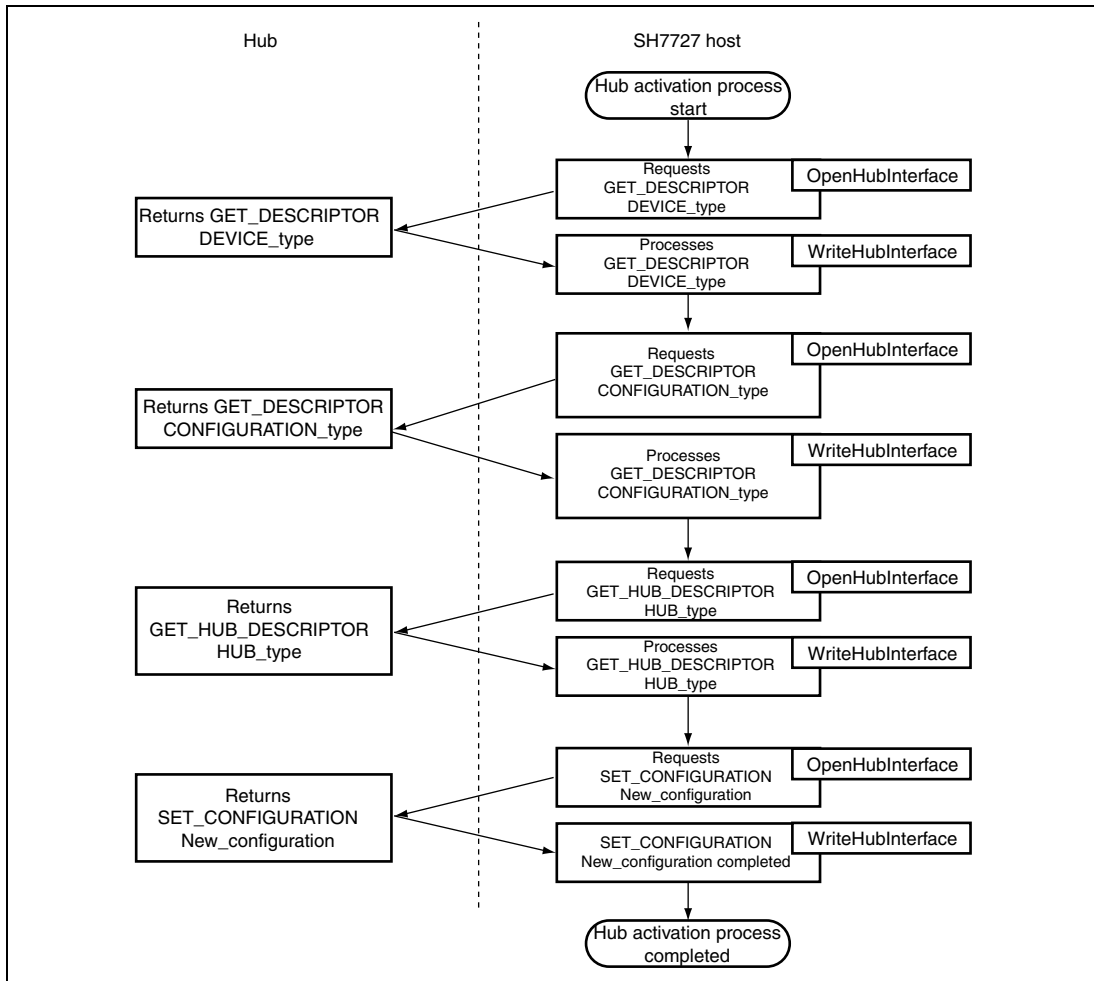 Hub
SH7727 host
Hub activation process
start
Requests
GET_DESCRIPTOR
DEVICE_type
OpenHubInterface
Returns GET_DESCRIPTOR
DEVICE_type
Processes
GET_DESCRIPTOR
DEVICE_type
WriteHubInterface
Requests
GET_DESCRIPTOR
CONFIGURATION_type
OpenHubInterface
Returns GET_DESCRIPTOR
CONFIGURATION_type
Processes
GET_DESCRIPTOR
CONFIGURATION_type
WriteHubInterface
Requests
GET_HUB_DESCRIPTOR
HUB_type
OpenHubInterface
Returns
GET_HUB_DESCRIPTOR
HUB_type
Processes
GET_HUB_DESCRIPTOR
HUB_type
WriteHubInterface
Requests
SET_CONFIGURATION
New_configuration
OpenHubInterface
Returns
SET_CONFIGURATION
New_configuration
SET_CONFIGURATION
New_configuration completed
WriteHubInterface
Hub activation process
completed